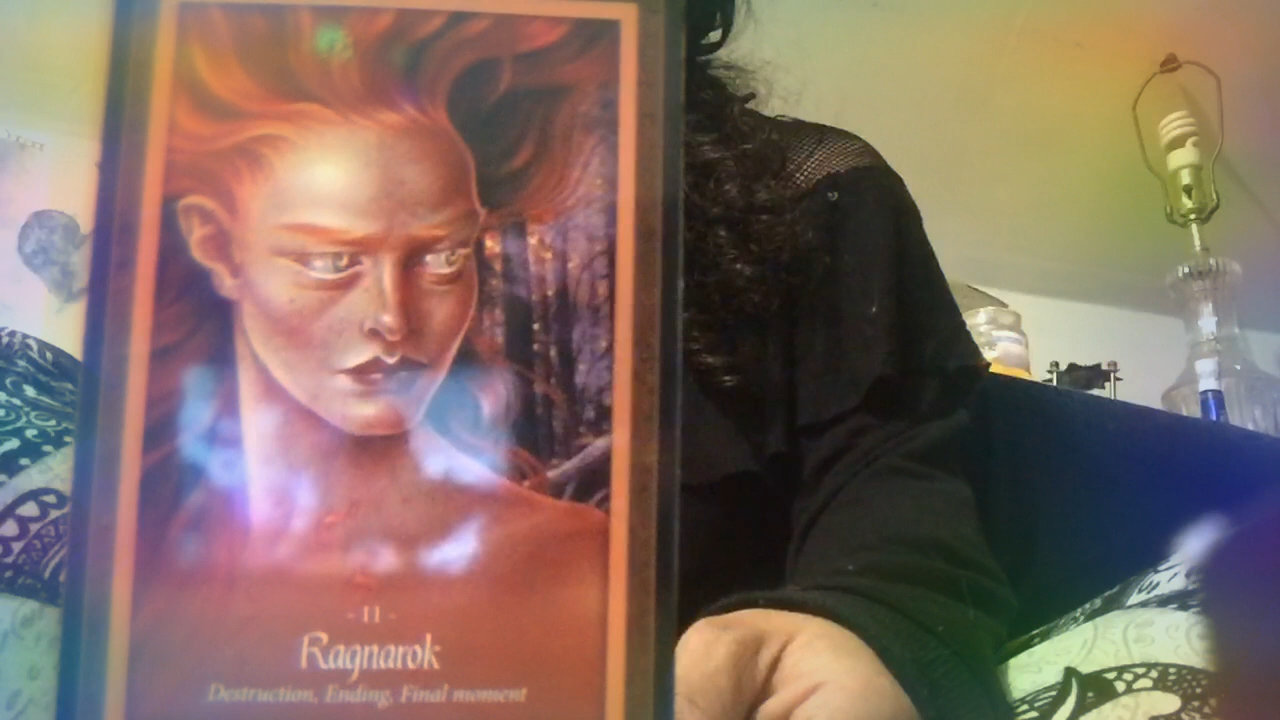 - 11 -
Ragnarok
Destruction, Ending, Final moment